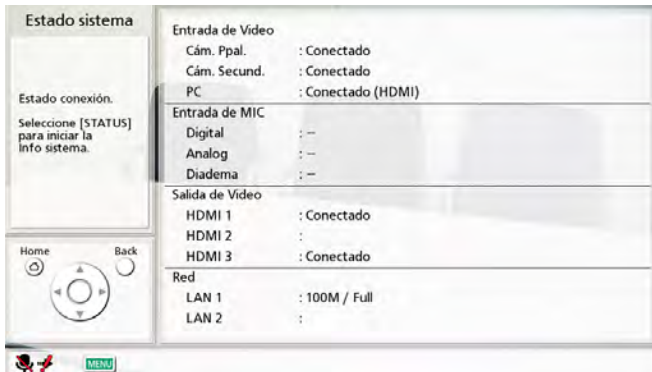 Estado sistema
Estado conexión.
Seleccione [STATUS]
para iniciar la
Info sistema.
Home Back
MENU
Entrada de Video
Cám. Ppal. : Conectado
Cám. Secund. : Conectado
PC : Conectado (HDMI)
Entrada de MIC
Digital : --
Analog : --
Diadema : --
Salida de Video
HDMI 1 : Conectado
HDMI 2 :
HDMI 3 : Conectado
Red
LAN 1 : 100M / Full
LAN 2 :